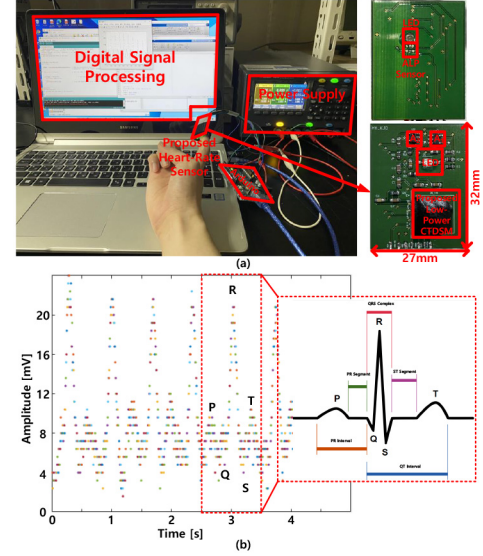 Digital Signal
Processing
Power Supply
Proposed
Heart-Rate
Sensor
LED
Sensor
Proposed
Low-
Power
CTDSM
32mm
27mm
(a)
Amplitude [mV]
20
16
12
8
4
0
R
P
T
Q
S
0
1
2
3
4
Time [s]
QRS Complex
R
PR Segment
ST Segment
P
T
Q
S
PR Interval
QT Interval
(b)